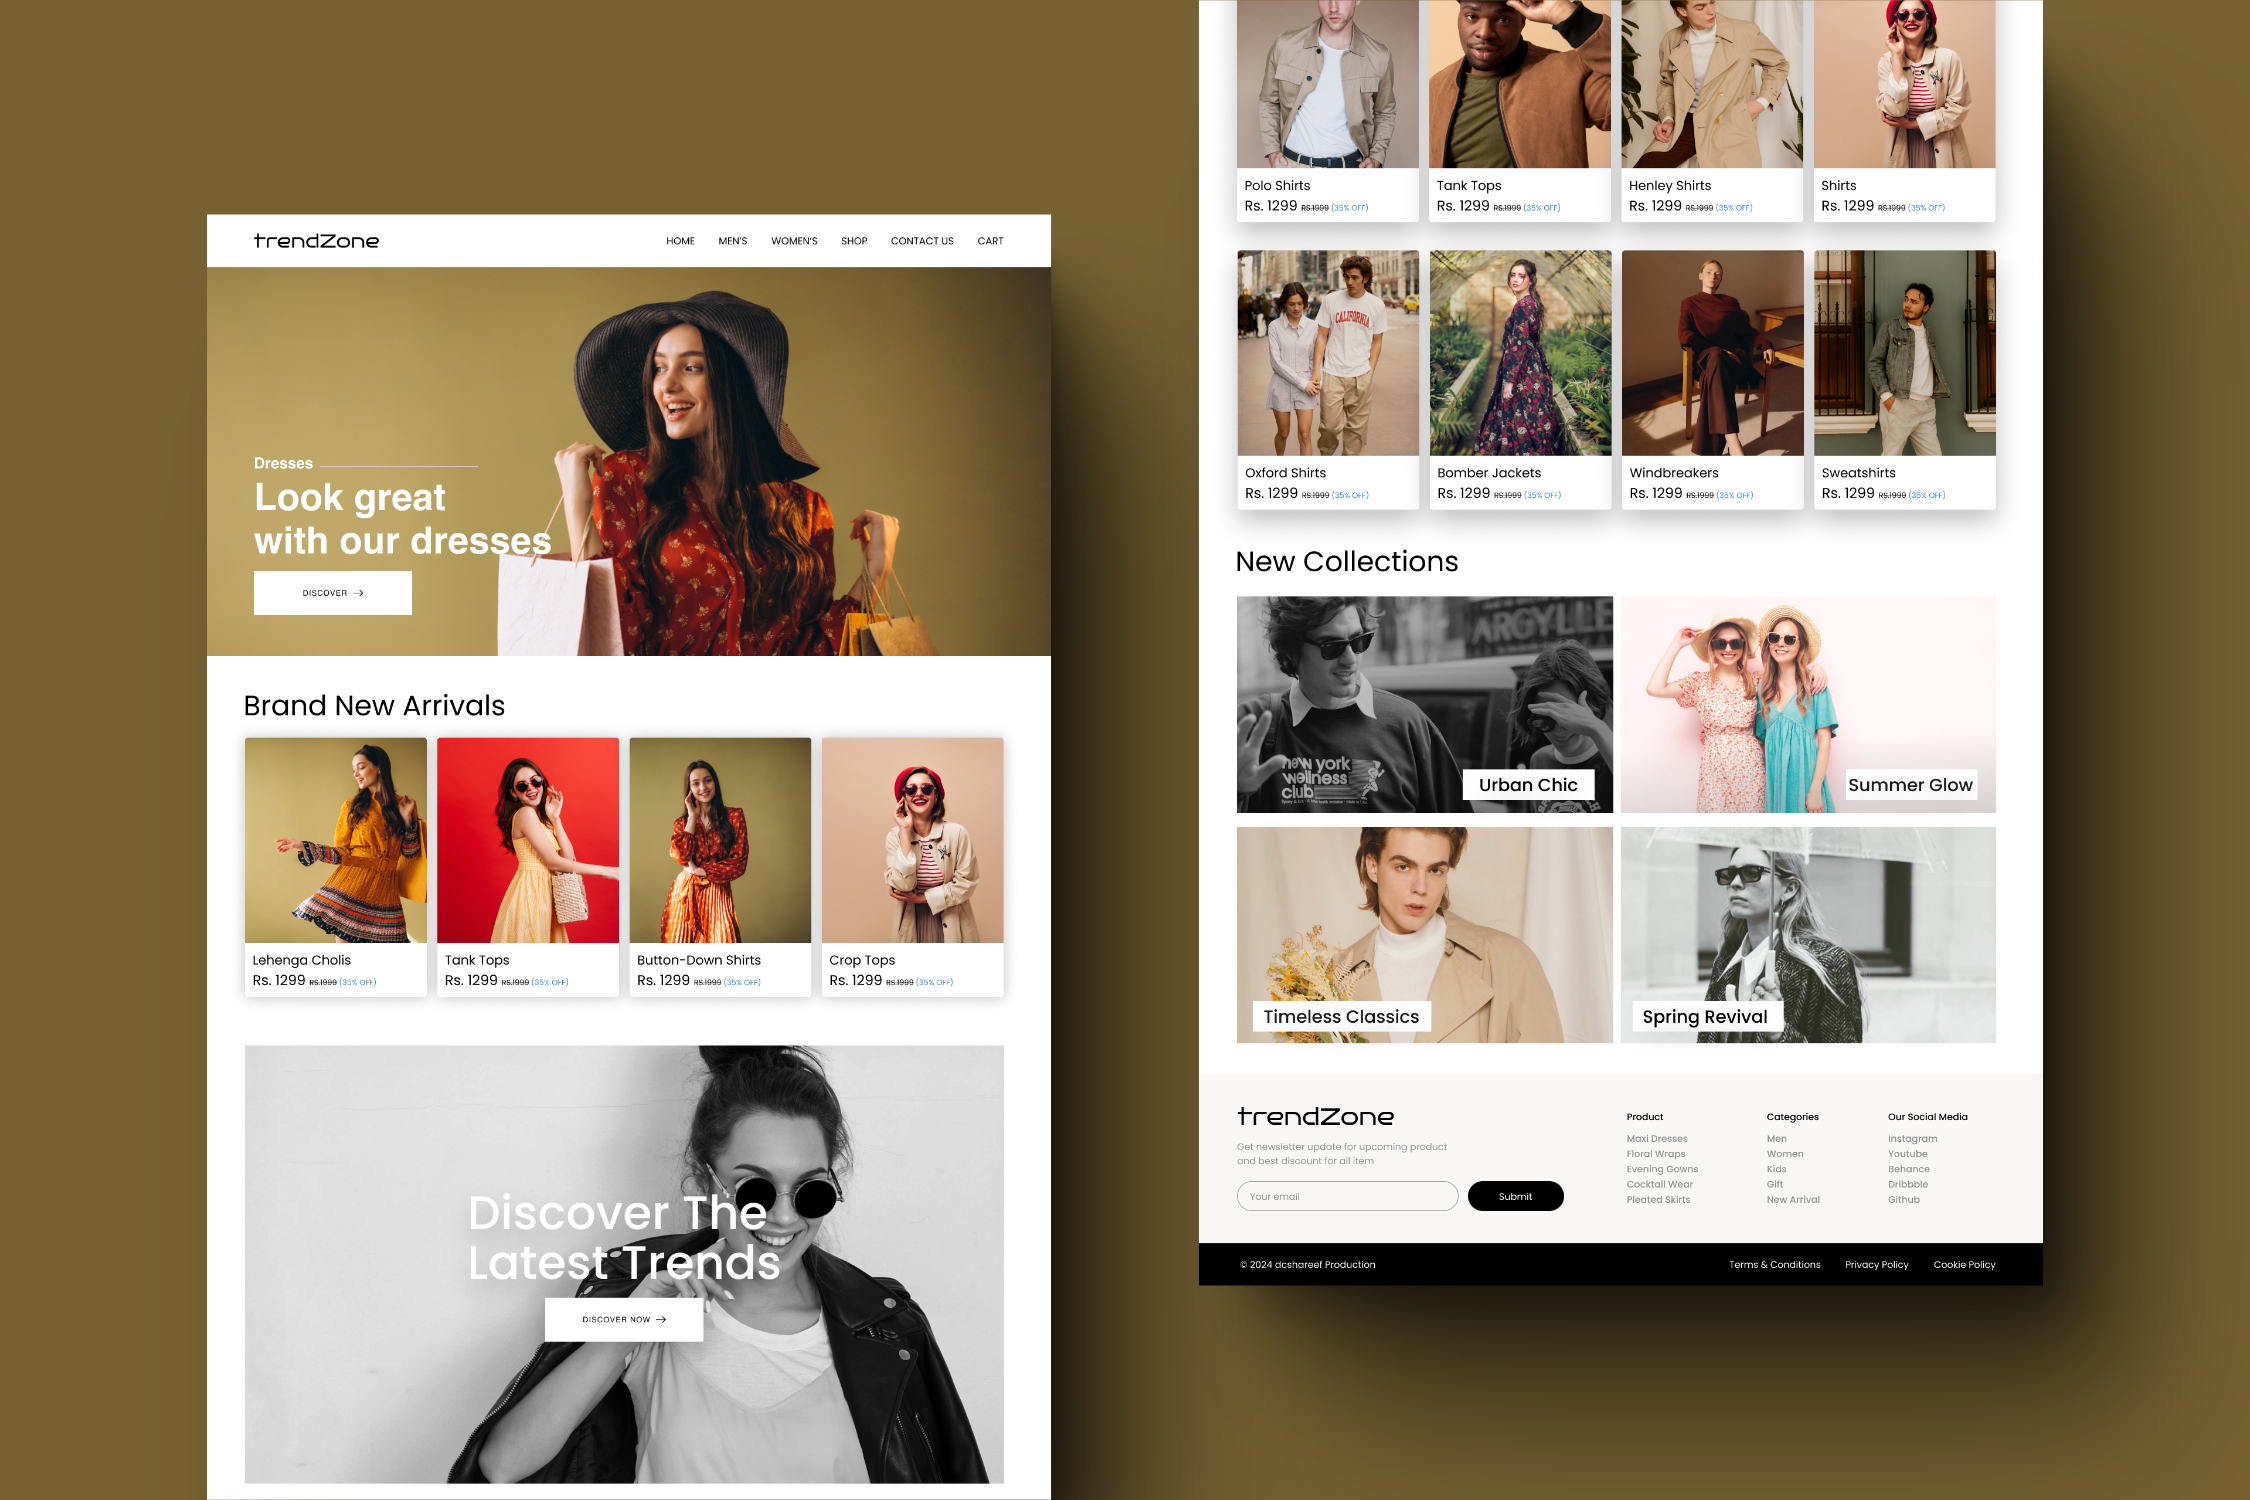 trendZone
HOME MEN'S WOMEN'S SHOP CONTACT US CART
Dresses
Look great
with our dresses
DISCOVER →
Brand New Arrivals
Lehenga Cholis
Rs. 1299 RS.1999 (35% OFF)
Tank Tops
Rs. 1299 RS.1999 (35% OFF)
Button-Down Shirts
Rs. 1299 RS.1999 (35% OFF)
Crop Tops
Rs. 1299 RS.1999 (35% OFF)
Discover The
Latest Trends
DISCOVER NOW →
Polo Shirts
Rs. 1299 RS.1999 (35% OFF)
Tank Tops
Rs. 1299 RS.1999 (35% OFF)
Henley Shirts
Rs. 1299 RS.1999 (35% OFF)
Shirts
Rs. 1299 RS.1999 (35% OFF)
CALIFORNIA
Oxford Shirts
Rs. 1299 RS.1999 (35% OFF)
Bomber Jackets
Rs. 1299 RS.1999 (35% OFF)
Windbreakers
Rs. 1299 RS.1999 (35% OFF)
Sweatshirts
Rs. 1299 RS.1999 (35% OFF)
New Collections
ARGYLLE
new york
wellness
club
Urban Chic
Summer Glow
Timeless Classics
Spring Revival
trendZone
Get newsletter update for upcoming product
and best discount for all item
Your email
Submit
Product
Maxi Dresses
Floral Wraps
Evening Gowns
Cocktail Wear
Pleated Skirts
Categories
Men
Women
Kids
Gift
New Arrival
Our Social Media
Instagram
Youtube
Behance
Dribbble
Github
© 2024 dcshareef Production
Terms & Conditions Privacy Policy Cookie Policy